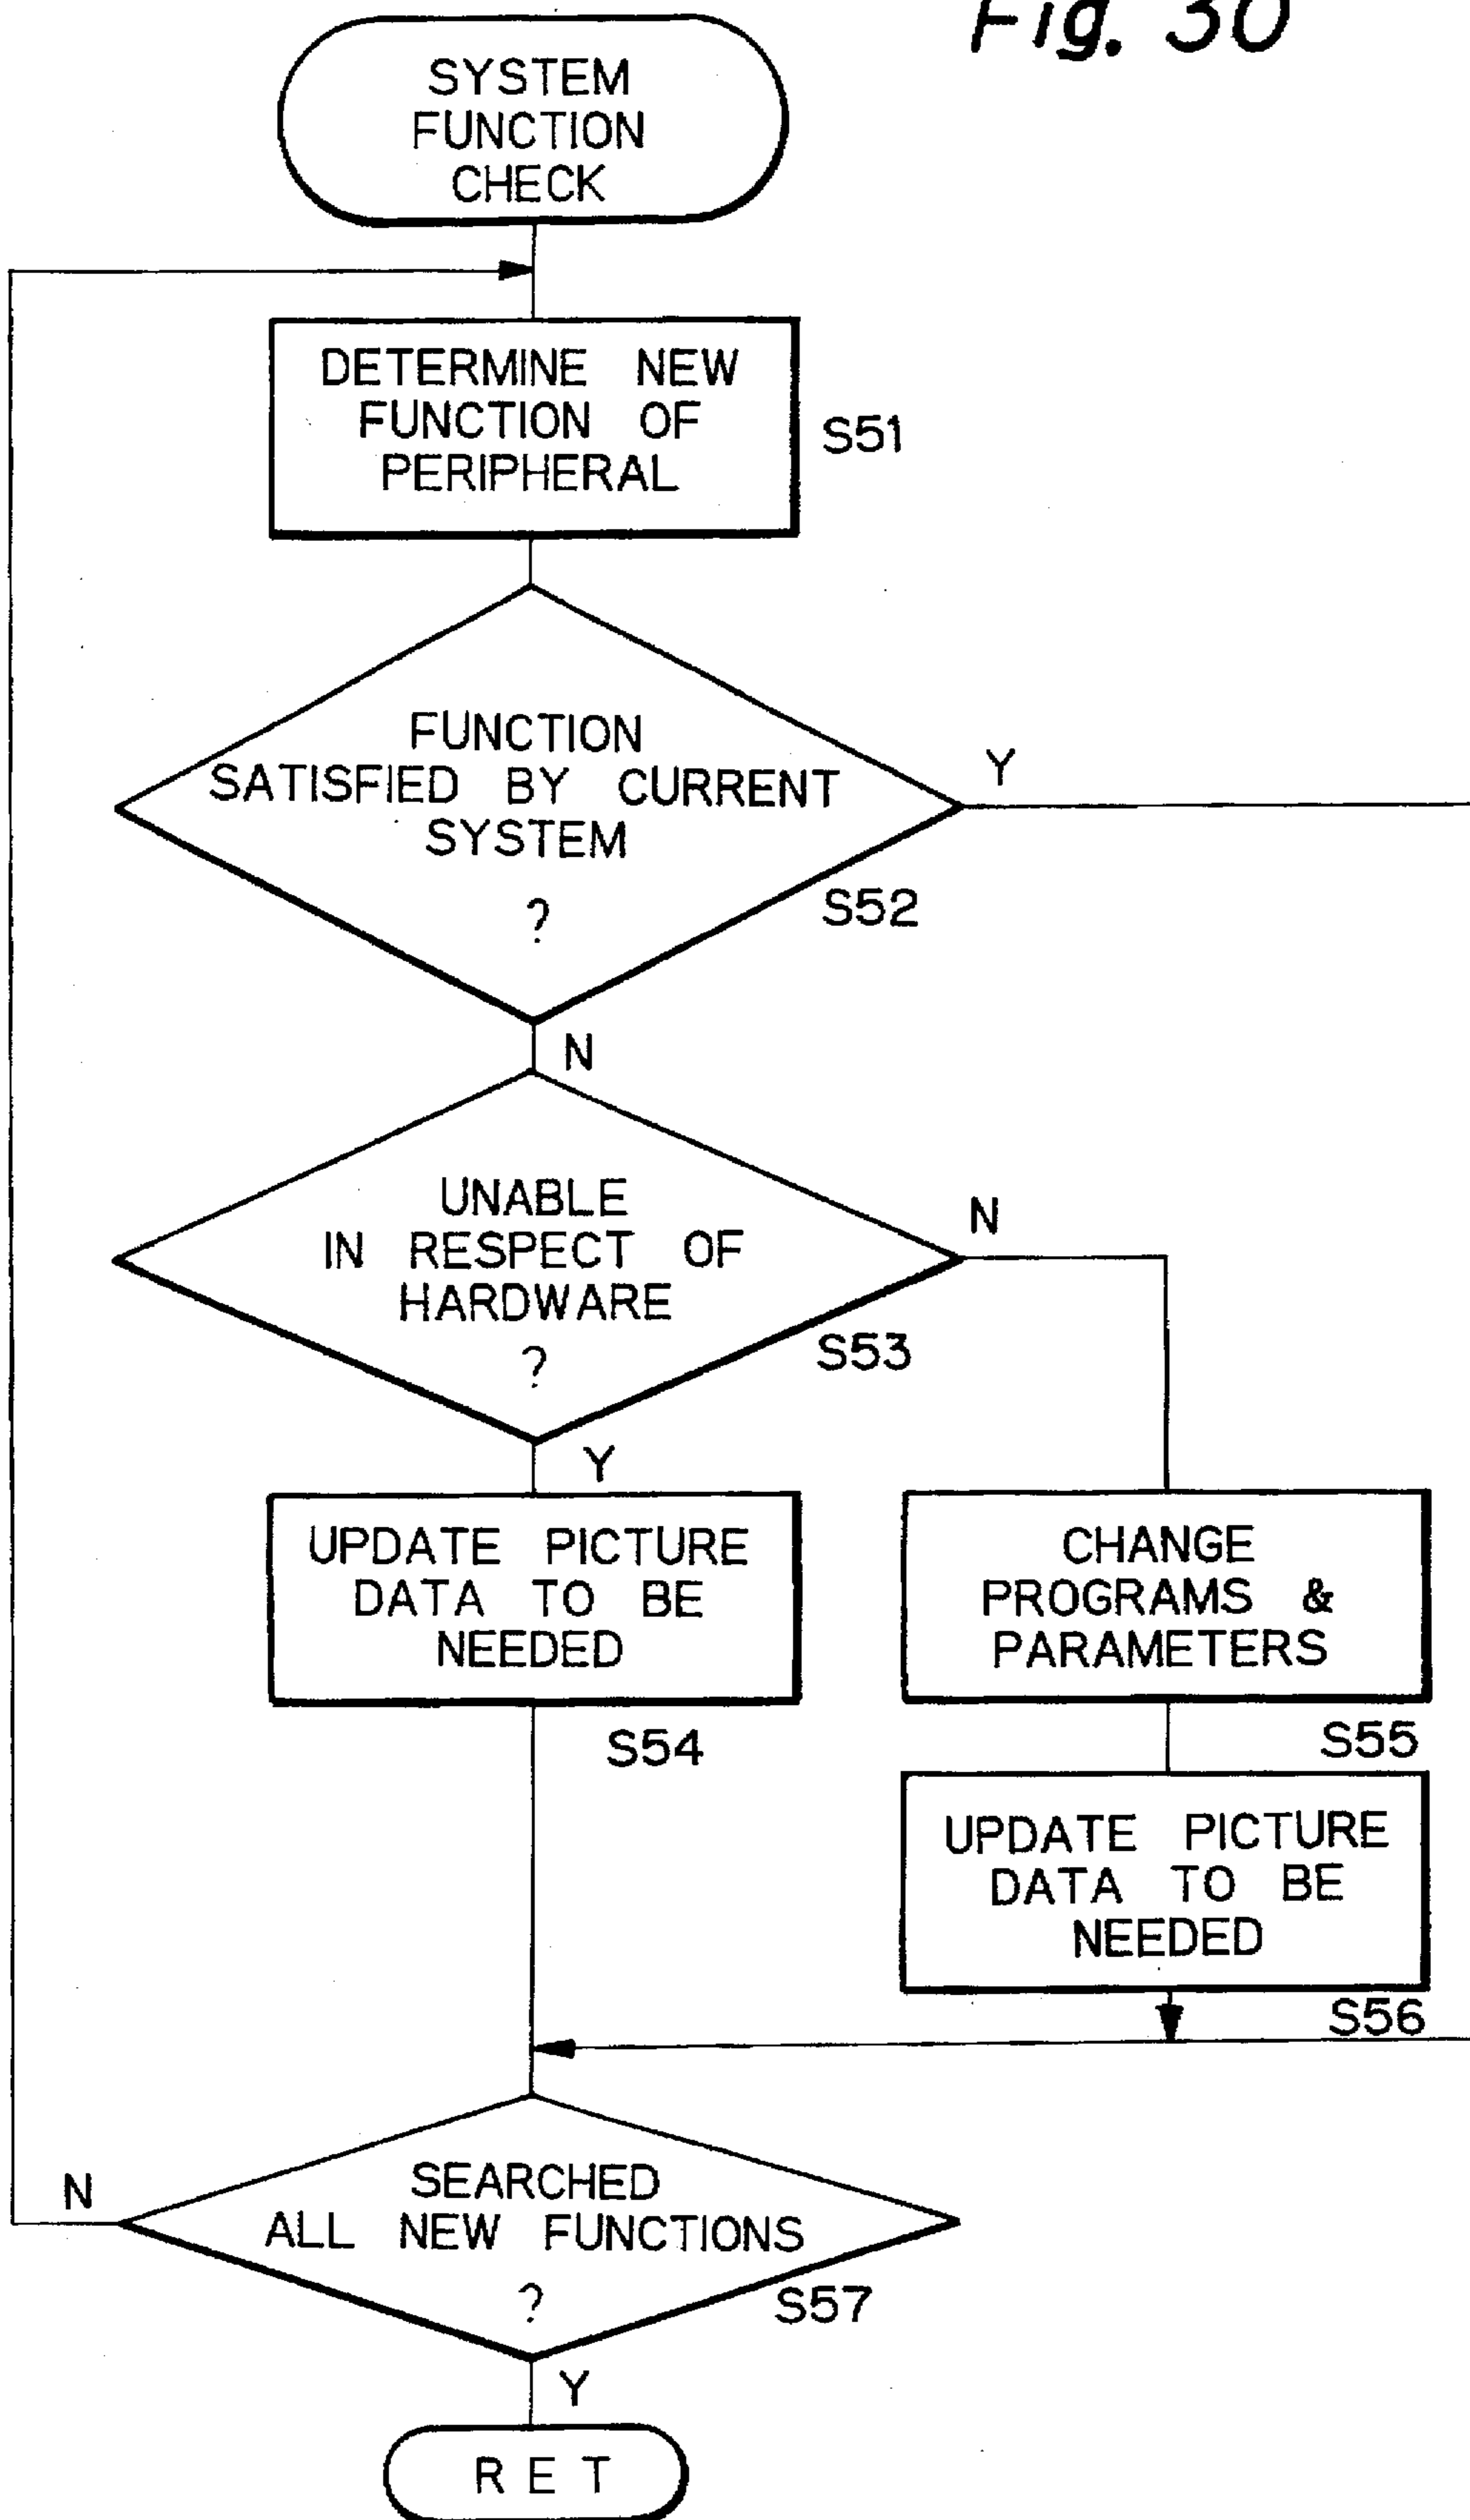 Fig. 30
SYSTEM
FUNCTION
CHECK
DETERMINE NEW
FUNCTION OF
PERIPHERAL
S51
FUNCTION
SATISFIED BY CURRENT
SYSTEM
?
Y
S52
N
UNABLE
IN RESPECT OF
HARDWARE
?
N
S53
Y
UPDATE PICTURE
DATA TO BE
NEEDED
S54
CHANGE
PROGRAMS &
PARAMETERS
S55
UPDATE PICTURE
DATA TO BE
NEEDED
S56
N
SEARCHED
ALL NEW FUNCTIONS
?
S57
Y
RET